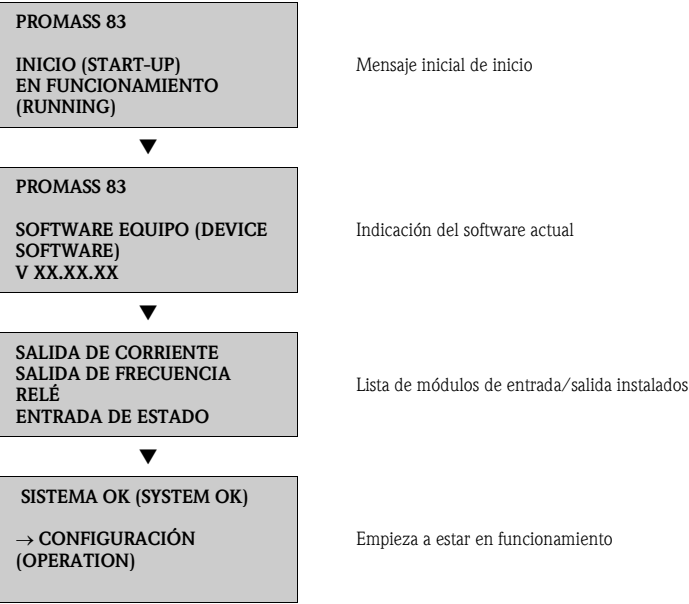 PROMASS 83
INICIO (START-UP)
EN FUNCIONAMIENTO
(RUNNING)
Mensaje inicial de inicio
▼
PROMASS 83
SOFTWARE EQUIPO (DEVICE
SOFTWARE)
V XX.XX.XX
Indicación del software actual
▼
SALIDA DE CORRIENTE
SALIDA DE FRECUENCIA
RELÉ
ENTRADA DE ESTADO
Lista de módulos de entrada/salida instalados
▼
SISTEMA OK (SYSTEM OK)
→ CONFIGURACIÓN
(OPERATION)
Empieza a estar en funcionamiento